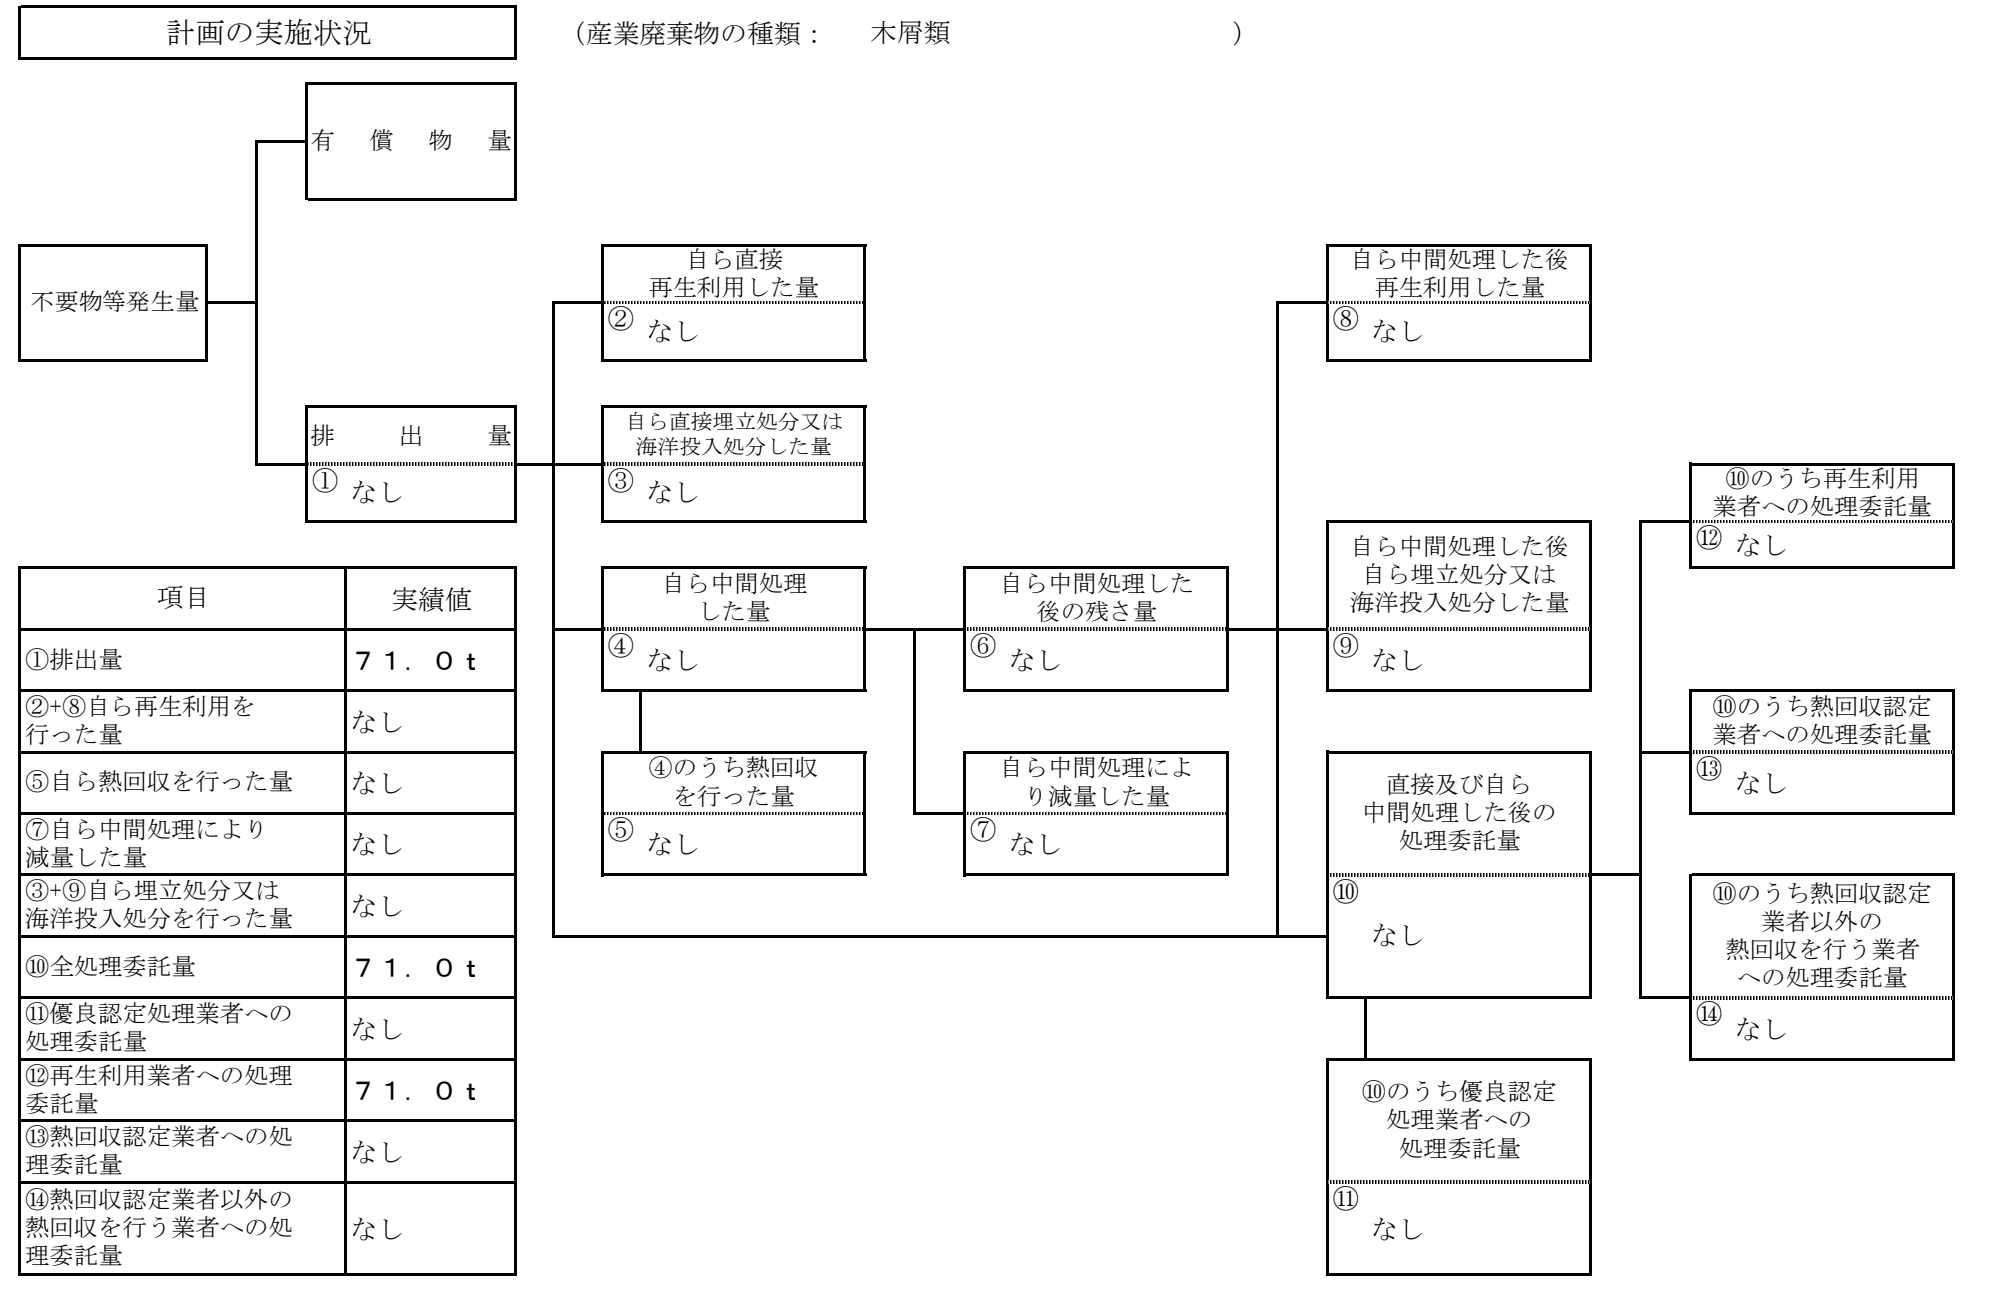 計画の実施状況
（産業廃棄物の種類： 木屑類 ）
有償物量
不要物等発生量
排出量
① なし
自ら直接
再生利用した量
② なし
自ら直接埋立処分又は
海洋投入処分した量
③ なし
自ら中間処理
した量
④ なし
④のうち熱回収
を行った量
⑤ なし
自ら中間処理した
後の残さ量
⑥ なし
自ら中間処理によ
り減量した量
⑦ なし
自ら中間処理した後
再生利用した量
⑧ なし
自ら中間処理した後
自ら埋立処分又は
海洋投入処分した量
⑨ なし
直接及び自ら
中間処理した後の
処理委託量
⑩
なし
⑩のうち優良認定
処理業者への
処理委託量
⑪
なし
⑩のうち再生利用
業者への処理委託量
⑫ なし
⑩のうち熱回収認定
業者への処理委託量
⑬ なし
⑩のうち熱回収認定
業者以外の
熱回収を行う業者
への処理委託量
⑭ なし
項目 実績値
①排出量 ７１．０ｔ
②+⑧自ら再生利用を
行った量 なし
⑤自ら熱回収を行った量 なし
⑦自ら中間処理により
減量した量 なし
③+⑨自ら埋立処分又は
海洋投入処分を行った量 なし
⑩全処理委託量 ７１．０ｔ
⑪優良認定処理業者への
処理委託量 なし
⑫再生利用業者への処理
委託量 ７１．０ｔ
⑬熱回収認定業者への処
理委託量 なし
⑭熱回収認定業者以外の
熱回収を行う業者への処
理委託量 なし